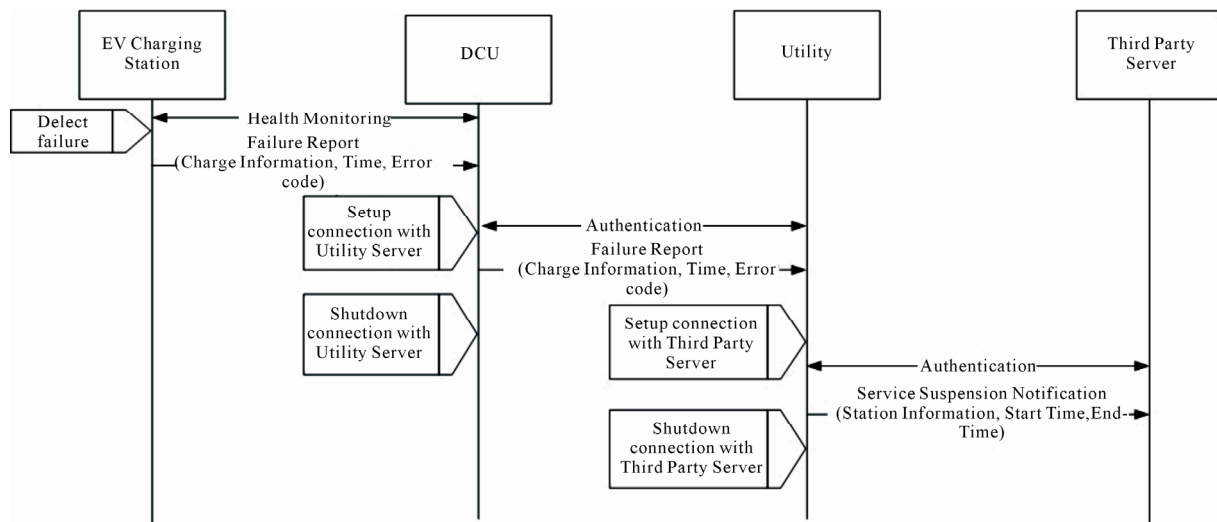 EV Charging
Station
DCU
Utility
Third Party
Server
Delect
failure
Health Monitoring
Failure Report
(Charge Information, Time, Error
code)
Setup
connection with
Utility Server
Authentication
Failure Report
(Charge Information, Time, Error
code)
Shutdown
connection with
Utility Server
Setup connection
with Third Party
Server
Authentication
Service Suspension Notification
(Station Information, Start Time,End-
Time)
Shutdown
connection with
Third Party Server